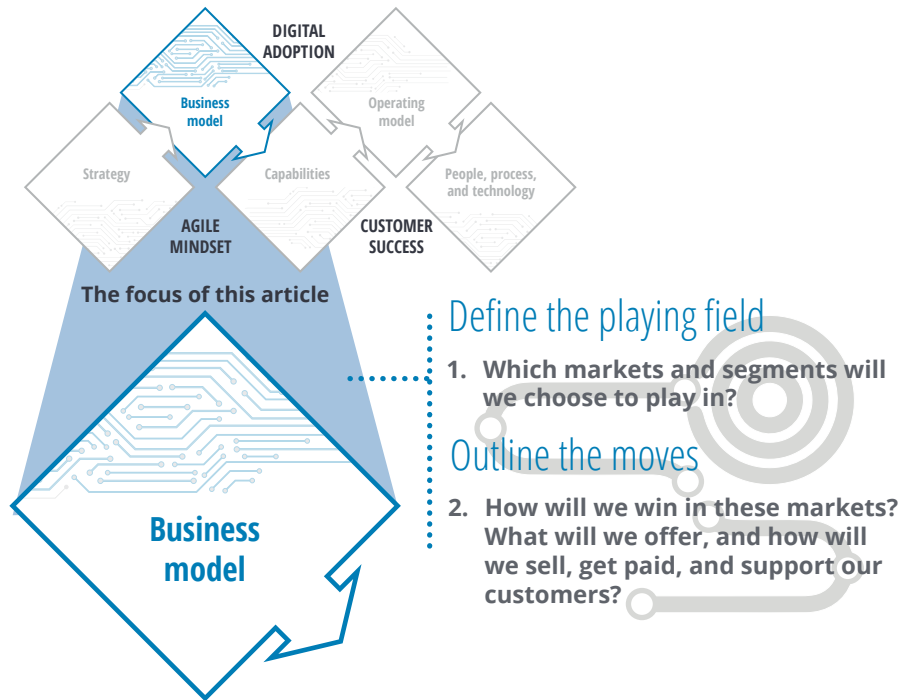 DIGITAL
ADOPTION
Business
model
Operating
model
Strategy
Capabilities
People, process,
and technology
AGILE
MINDSET
CUSTOMER
SUCCESS
The focus of this article
Business
model
Define the playing field
1. Which markets and segments will
we choose to play in?
Outline the moves
2. How will we win in these markets?
What will we offer, and how will
we sell, get paid, and support our
customers?